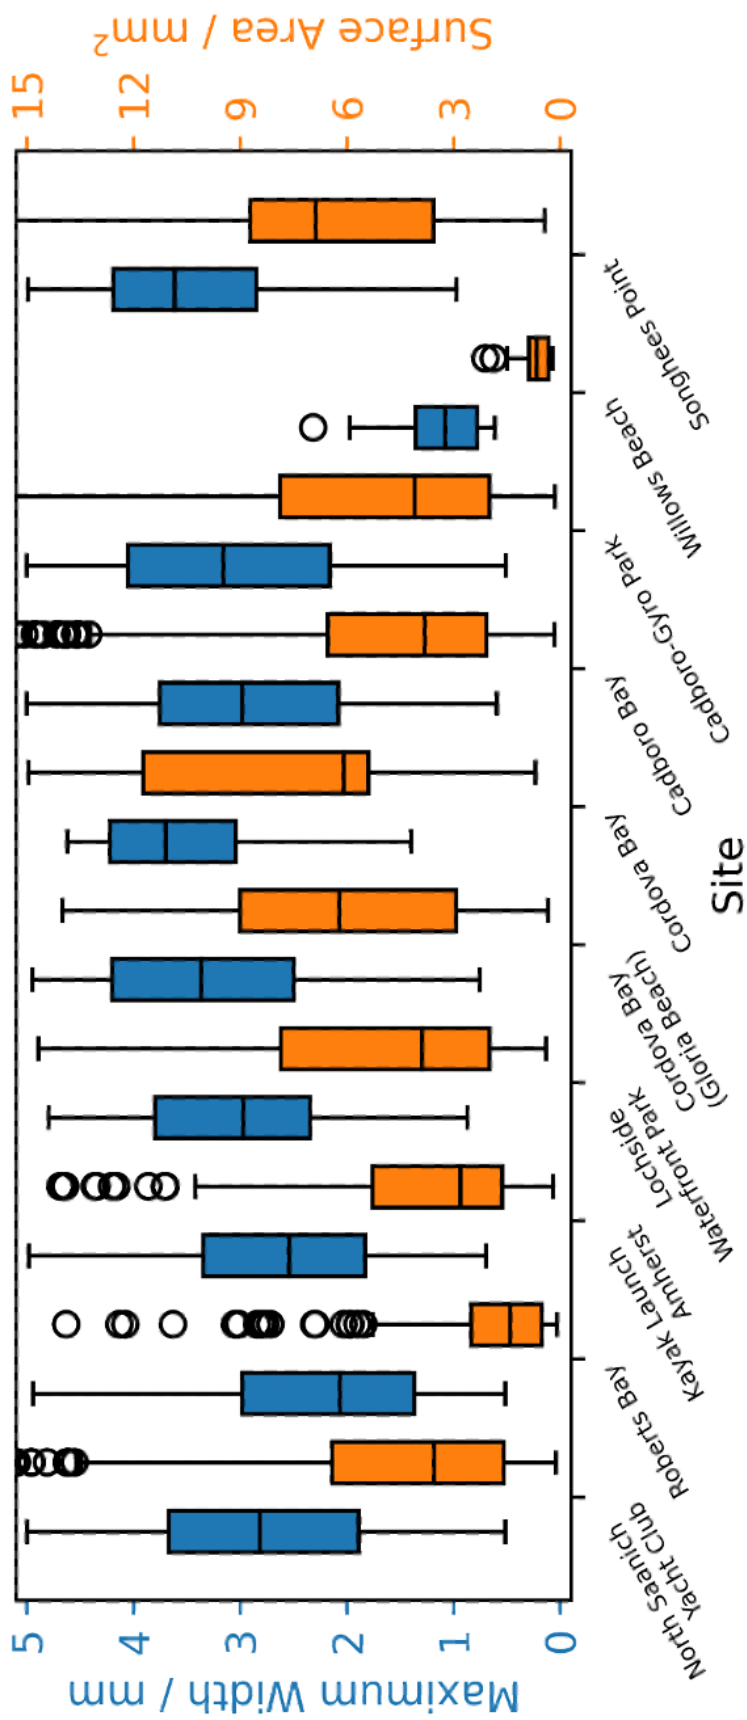 Maximum Width / mm
5
4
3
2
1
0
North Saanich
Yacht Club
Roberts Bay
Kayak Launch
Amherst
Lochside
Waterfront Park
Cordova Bay
(Gloria Beach)
Cordova Bay
Cadboro Bay
Cadboro-Gyro Park
Willows Beach
Songhees Point
Site
15
12
9
6
3
0
Surface Area / mm²